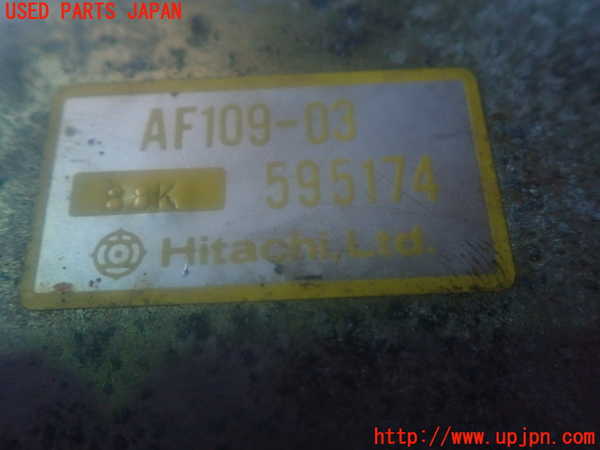 USED PARTS JAPAN
AF109-03
595174
Hitachi, Ltd.
http://www.upjpn.com/